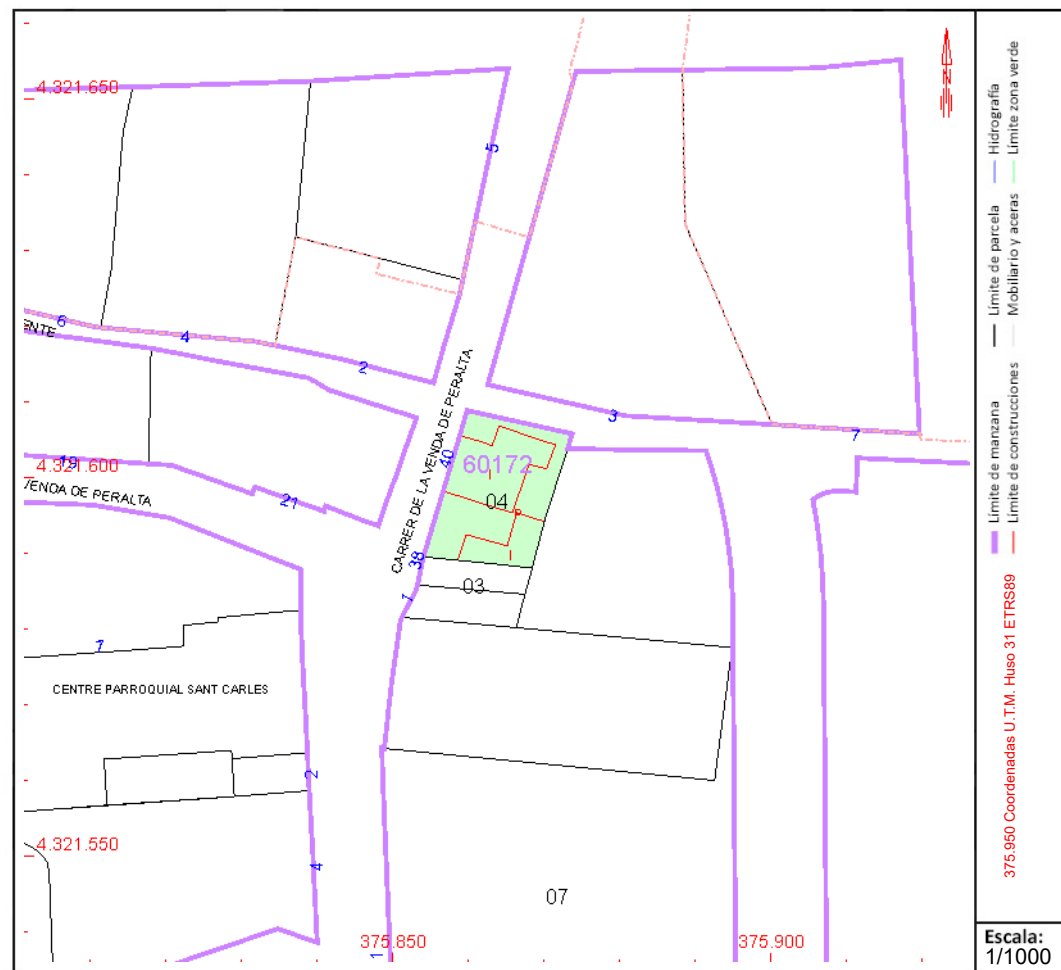 4.321.650
5
6
ENTE
4
2
CARRER DE LA VENDA DE PERALTA
3
7
40
60172
I
04
19
4.321.600
VENDA DE PERALTA
21
I
38
03
1
7
CENTRE PARROQUIAL SANT CARLES
2
4.321.550
4
07
375.850
375.900
1
N
Hidrografía
Límite zona verde
Límite de parcela
Mobiliario y aceras
Límite de manzana
Límite de construcciones
375.950 Coordenadas U.T.M. Huso 31 ETRS89
Escala:
1/1000